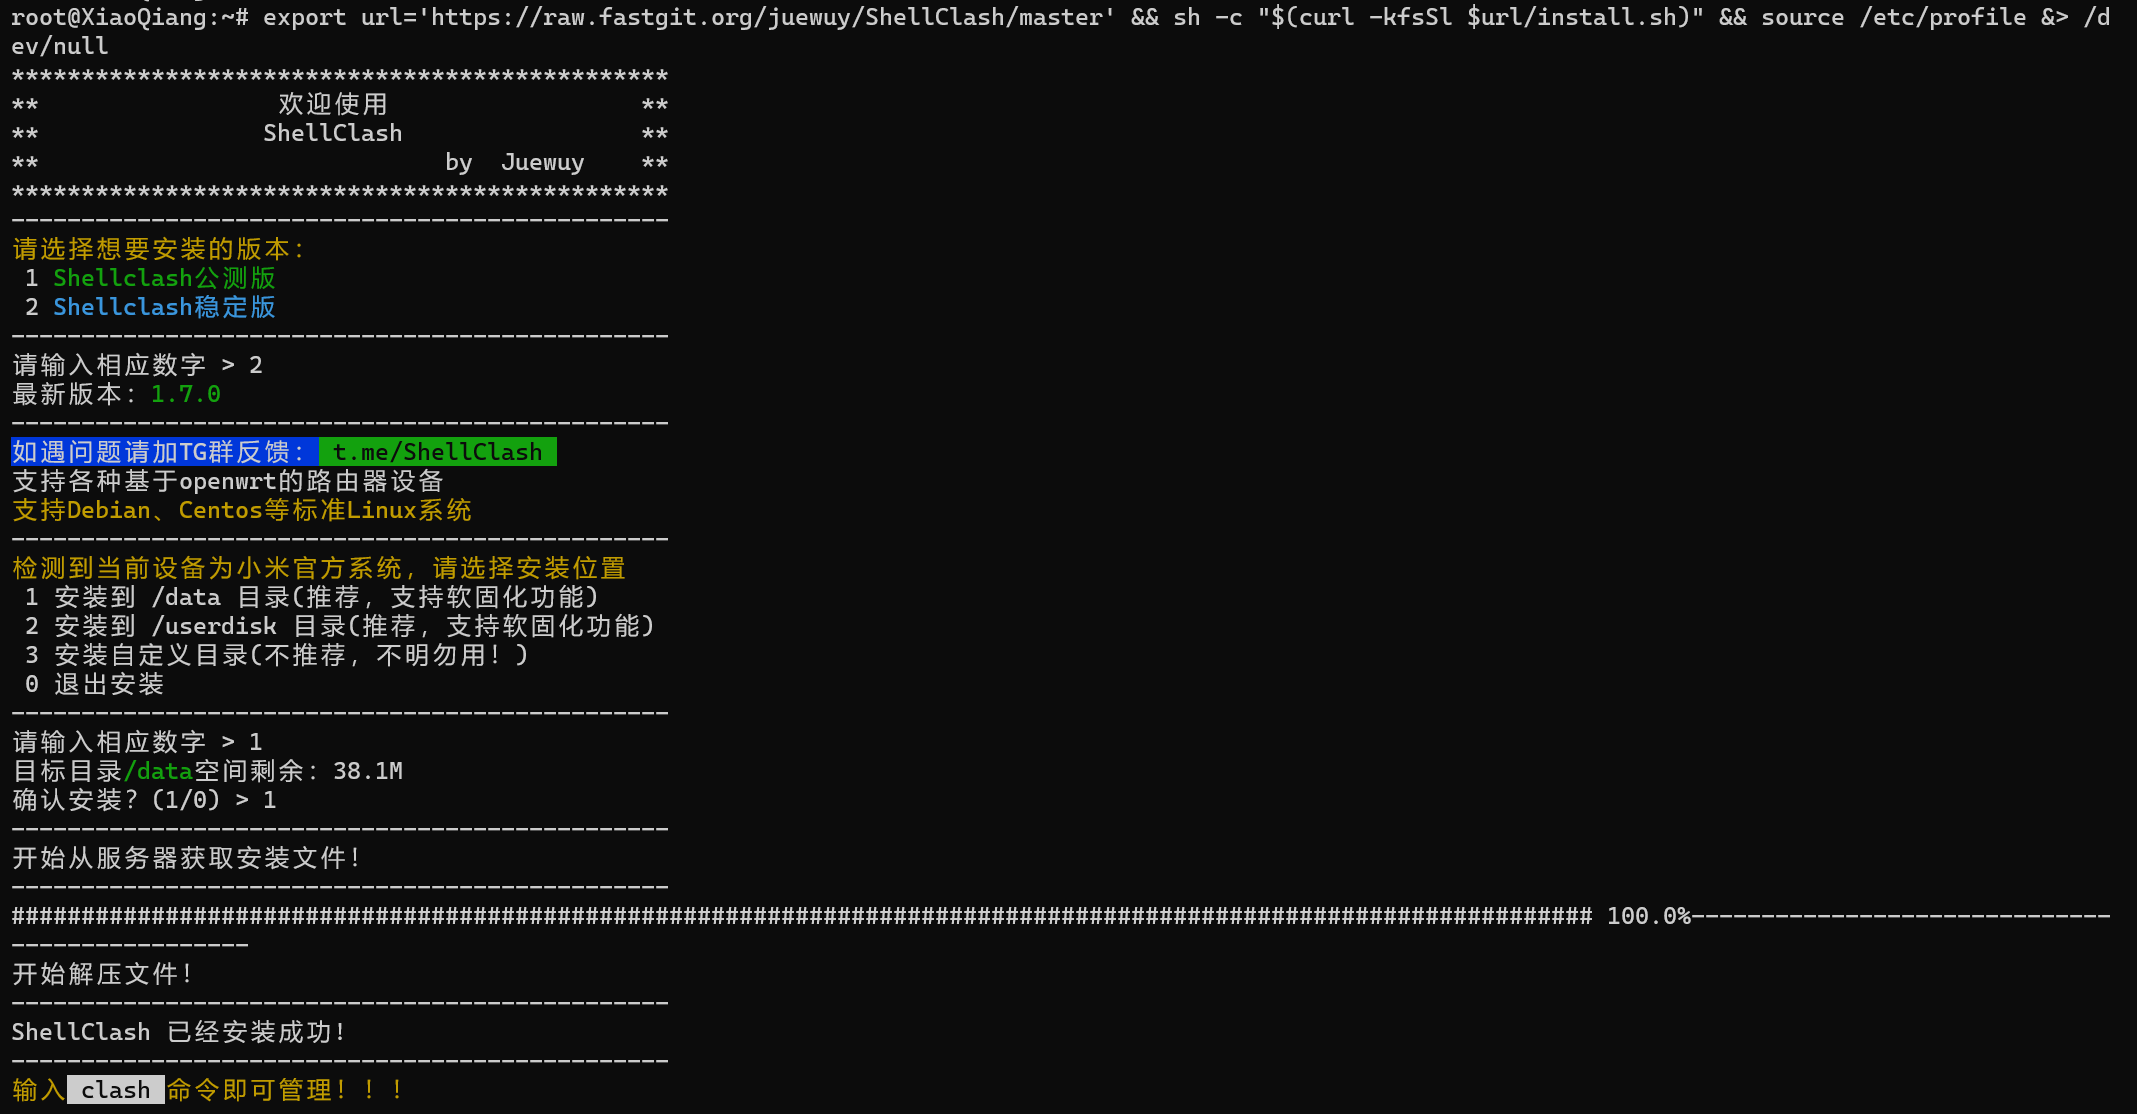 root@XiaoQiang:~# export url='https://raw.fastgit.org/juewuy/ShellClash/master' && sh -c "$(curl -kfsSl $url/install.sh)" && source /etc/profile &> /d
ev/null
***********************************************
**                 欢迎使用                  **
**                ShellClash                 **
**                             by  Juewuy    **
***********************************************
-----------------------------------------------
请选择想要安装的版本：
 1 Shellclash公测版
 2 Shellclash稳定版
-----------------------------------------------
请输入相应数字 > 2
最新版本：1.7.0
-----------------------------------------------
如遇问题请加TG群反馈： t.me/ShellClash
支持各种基于openwrt的路由器设备
支持Debian、Centos等标准Linux系统
-----------------------------------------------
检测到当前设备为小米官方系统，请选择安装位置
 1 安装到 /data 目录(推荐，支持软固化功能)
 2 安装到 /userdisk 目录(推荐，支持软固化功能)
 3 安装自定义目录(不推荐，不明勿用！)
 0 退出安装
-----------------------------------------------
请输入相应数字 > 1
目标目录/data空间剩余：38.1M
确认安装？(1/0) > 1
-----------------------------------------------
开始从服务器获取安装文件！
-----------------------------------------------
################################################################################################################# 100.0%------------------------------
-----------------
开始解压文件！
-----------------------------------------------
ShellClash 已经安装成功!
-----------------------------------------------
输入 clash 命令即可管理！！！